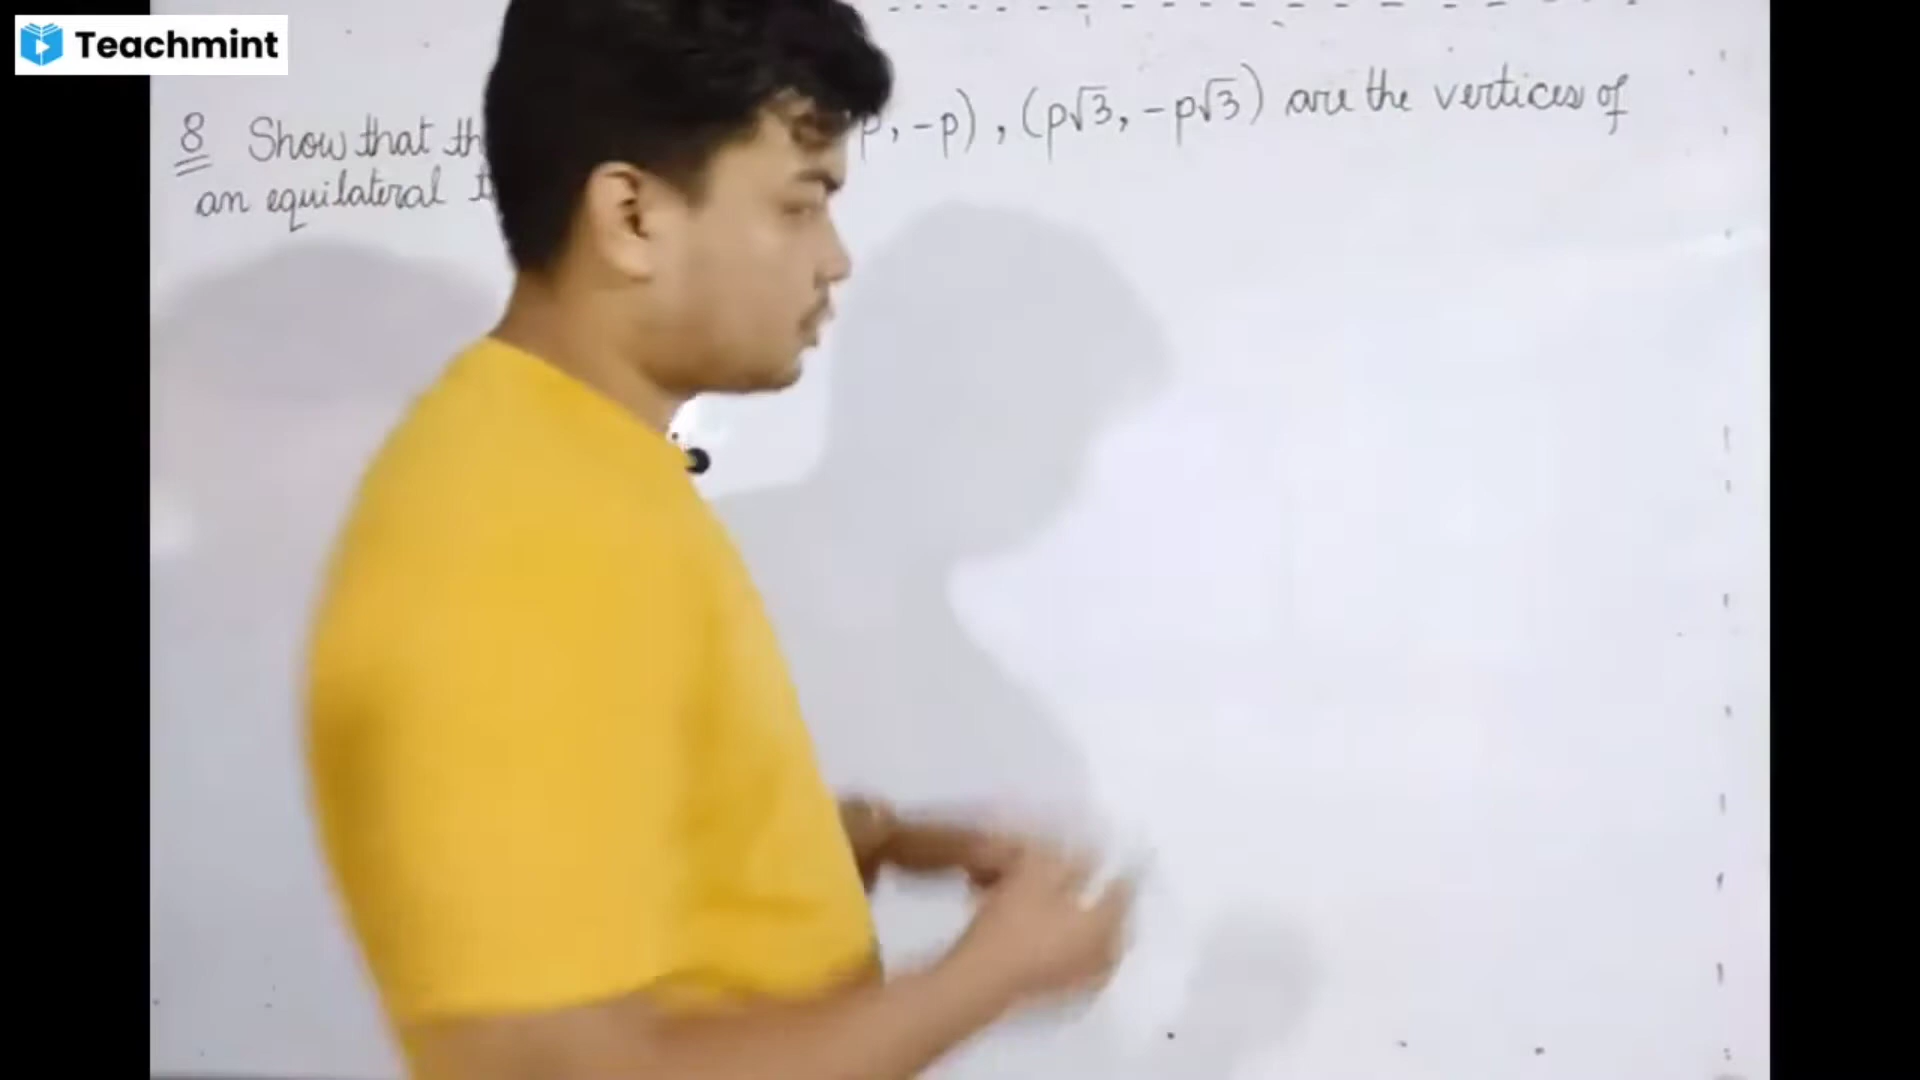 Teachmint
8 Show that th p, -p), (p√3, -p√3) are the vertices of
an equilateral t